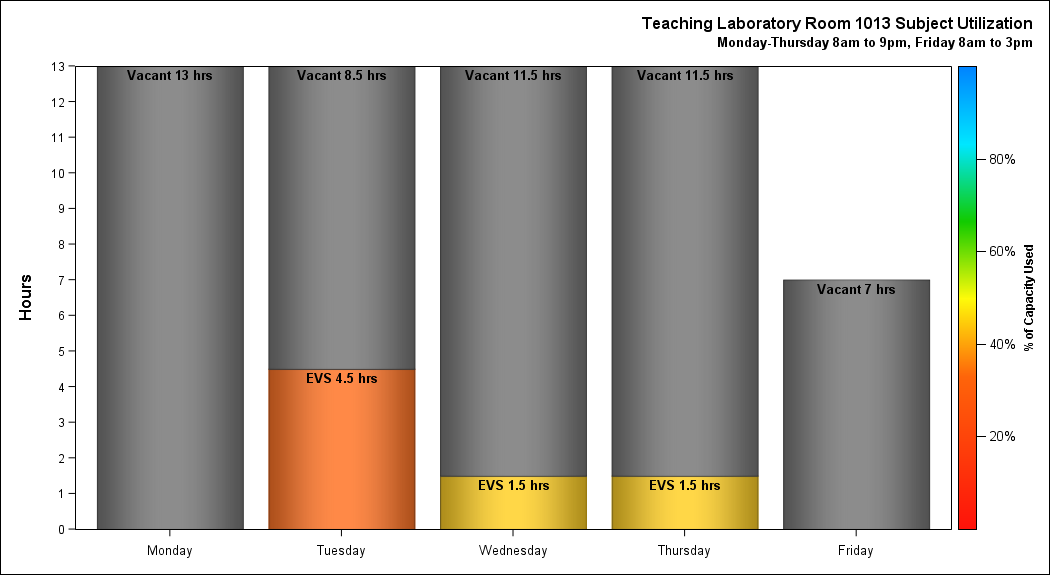 Teaching Laboratory Room 1013 Subject Utilization
Monday-Thursday 8am to 9pm, Friday 8am to 3pm
Hours
13
12
11
10
9
8
7
6
5
4
3
2
1
0
Vacant 13 hrs
Vacant 8.5 hrs
Vacant 11.5 hrs
Vacant 11.5 hrs
Vacant 7 hrs
EVS 4.5 hrs
EVS 1.5 hrs
EVS 1.5 hrs
Monday
Tuesday
Wednesday
Thursday
Friday
80%
60%
40%
20%
% of Capacity Used